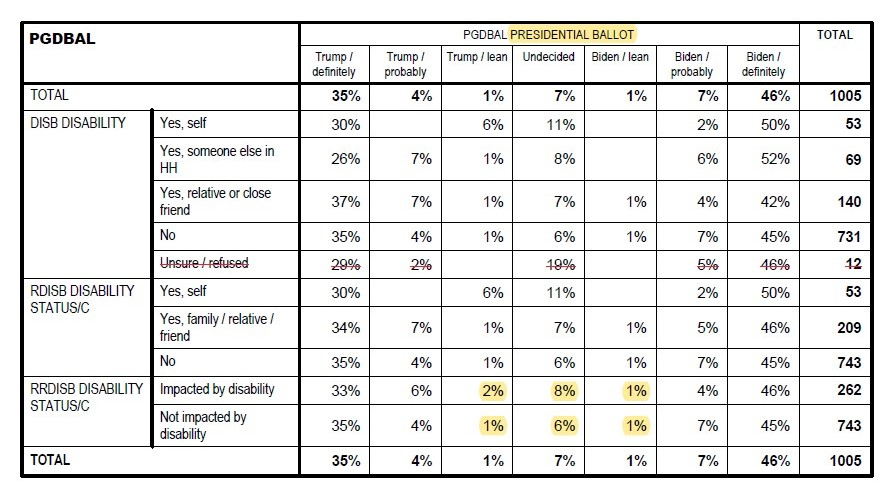 PGDBAL PGDBAL PRESIDENTIAL BALLOT TOTAL
Trump / definitely Trump / probably Trump / lean Undecided Biden / lean Biden / probably Biden / definitely
TOTAL 35% 4% 1% 7% 1% 7% 46% 1005
DISB DISABILITY Yes, self 30% 6% 11% 2% 50% 53
Yes, someone else in HH 26% 7% 1% 8% 6% 52% 69
Yes, relative or close friend 37% 7% 1% 7% 1% 4% 42% 140
No 35% 4% 1% 6% 1% 7% 45% 731
Unsure / refused 29% 2% 19% 5% 46% 12
RDISB DISABILITY STATUS/C Yes, self 30% 6% 11% 2% 50% 53
Yes, family / relative / friend 34% 7% 1% 7% 1% 5% 46% 209
No 35% 4% 1% 6% 1% 7% 45% 743
RRDISB DISABILITY STATUS/C Impacted by disability 33% 6% 2% 8% 1% 4% 46% 262
Not impacted by disability 35% 4% 1% 6% 1% 7% 45% 743
TOTAL 35% 4% 1% 7% 1% 7% 46% 1005